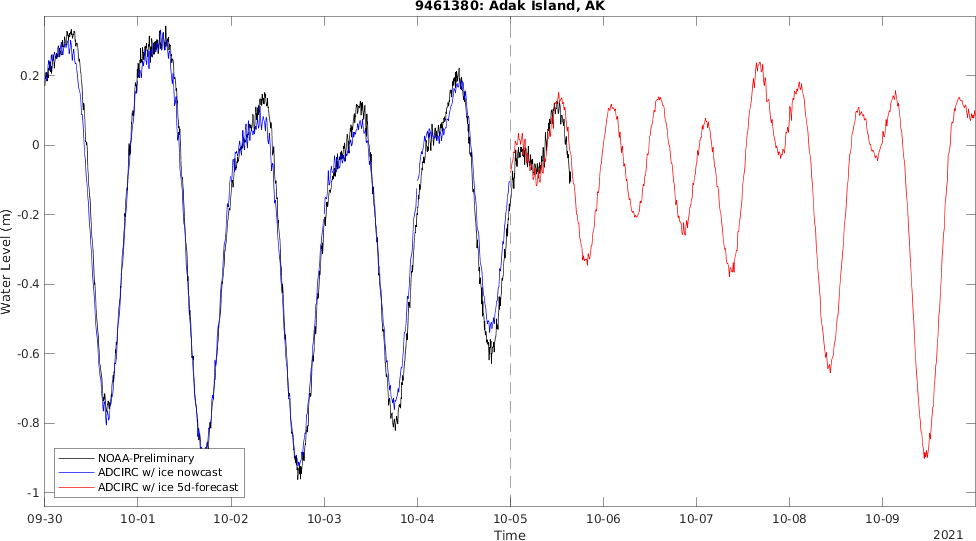 9461380: Adak Island, AK
Water Level (m)
0.2
0
-0.2
-0.4
-0.6
-0.8
-1
NOAA-Preliminary
ADCIRC w/ ice nowcast
ADCIRC w/ ice 5d-forecast
09-30 10-01 10-02 10-03 10-04 10-05 10-06 10-07 10-08 10-09
Time
2021